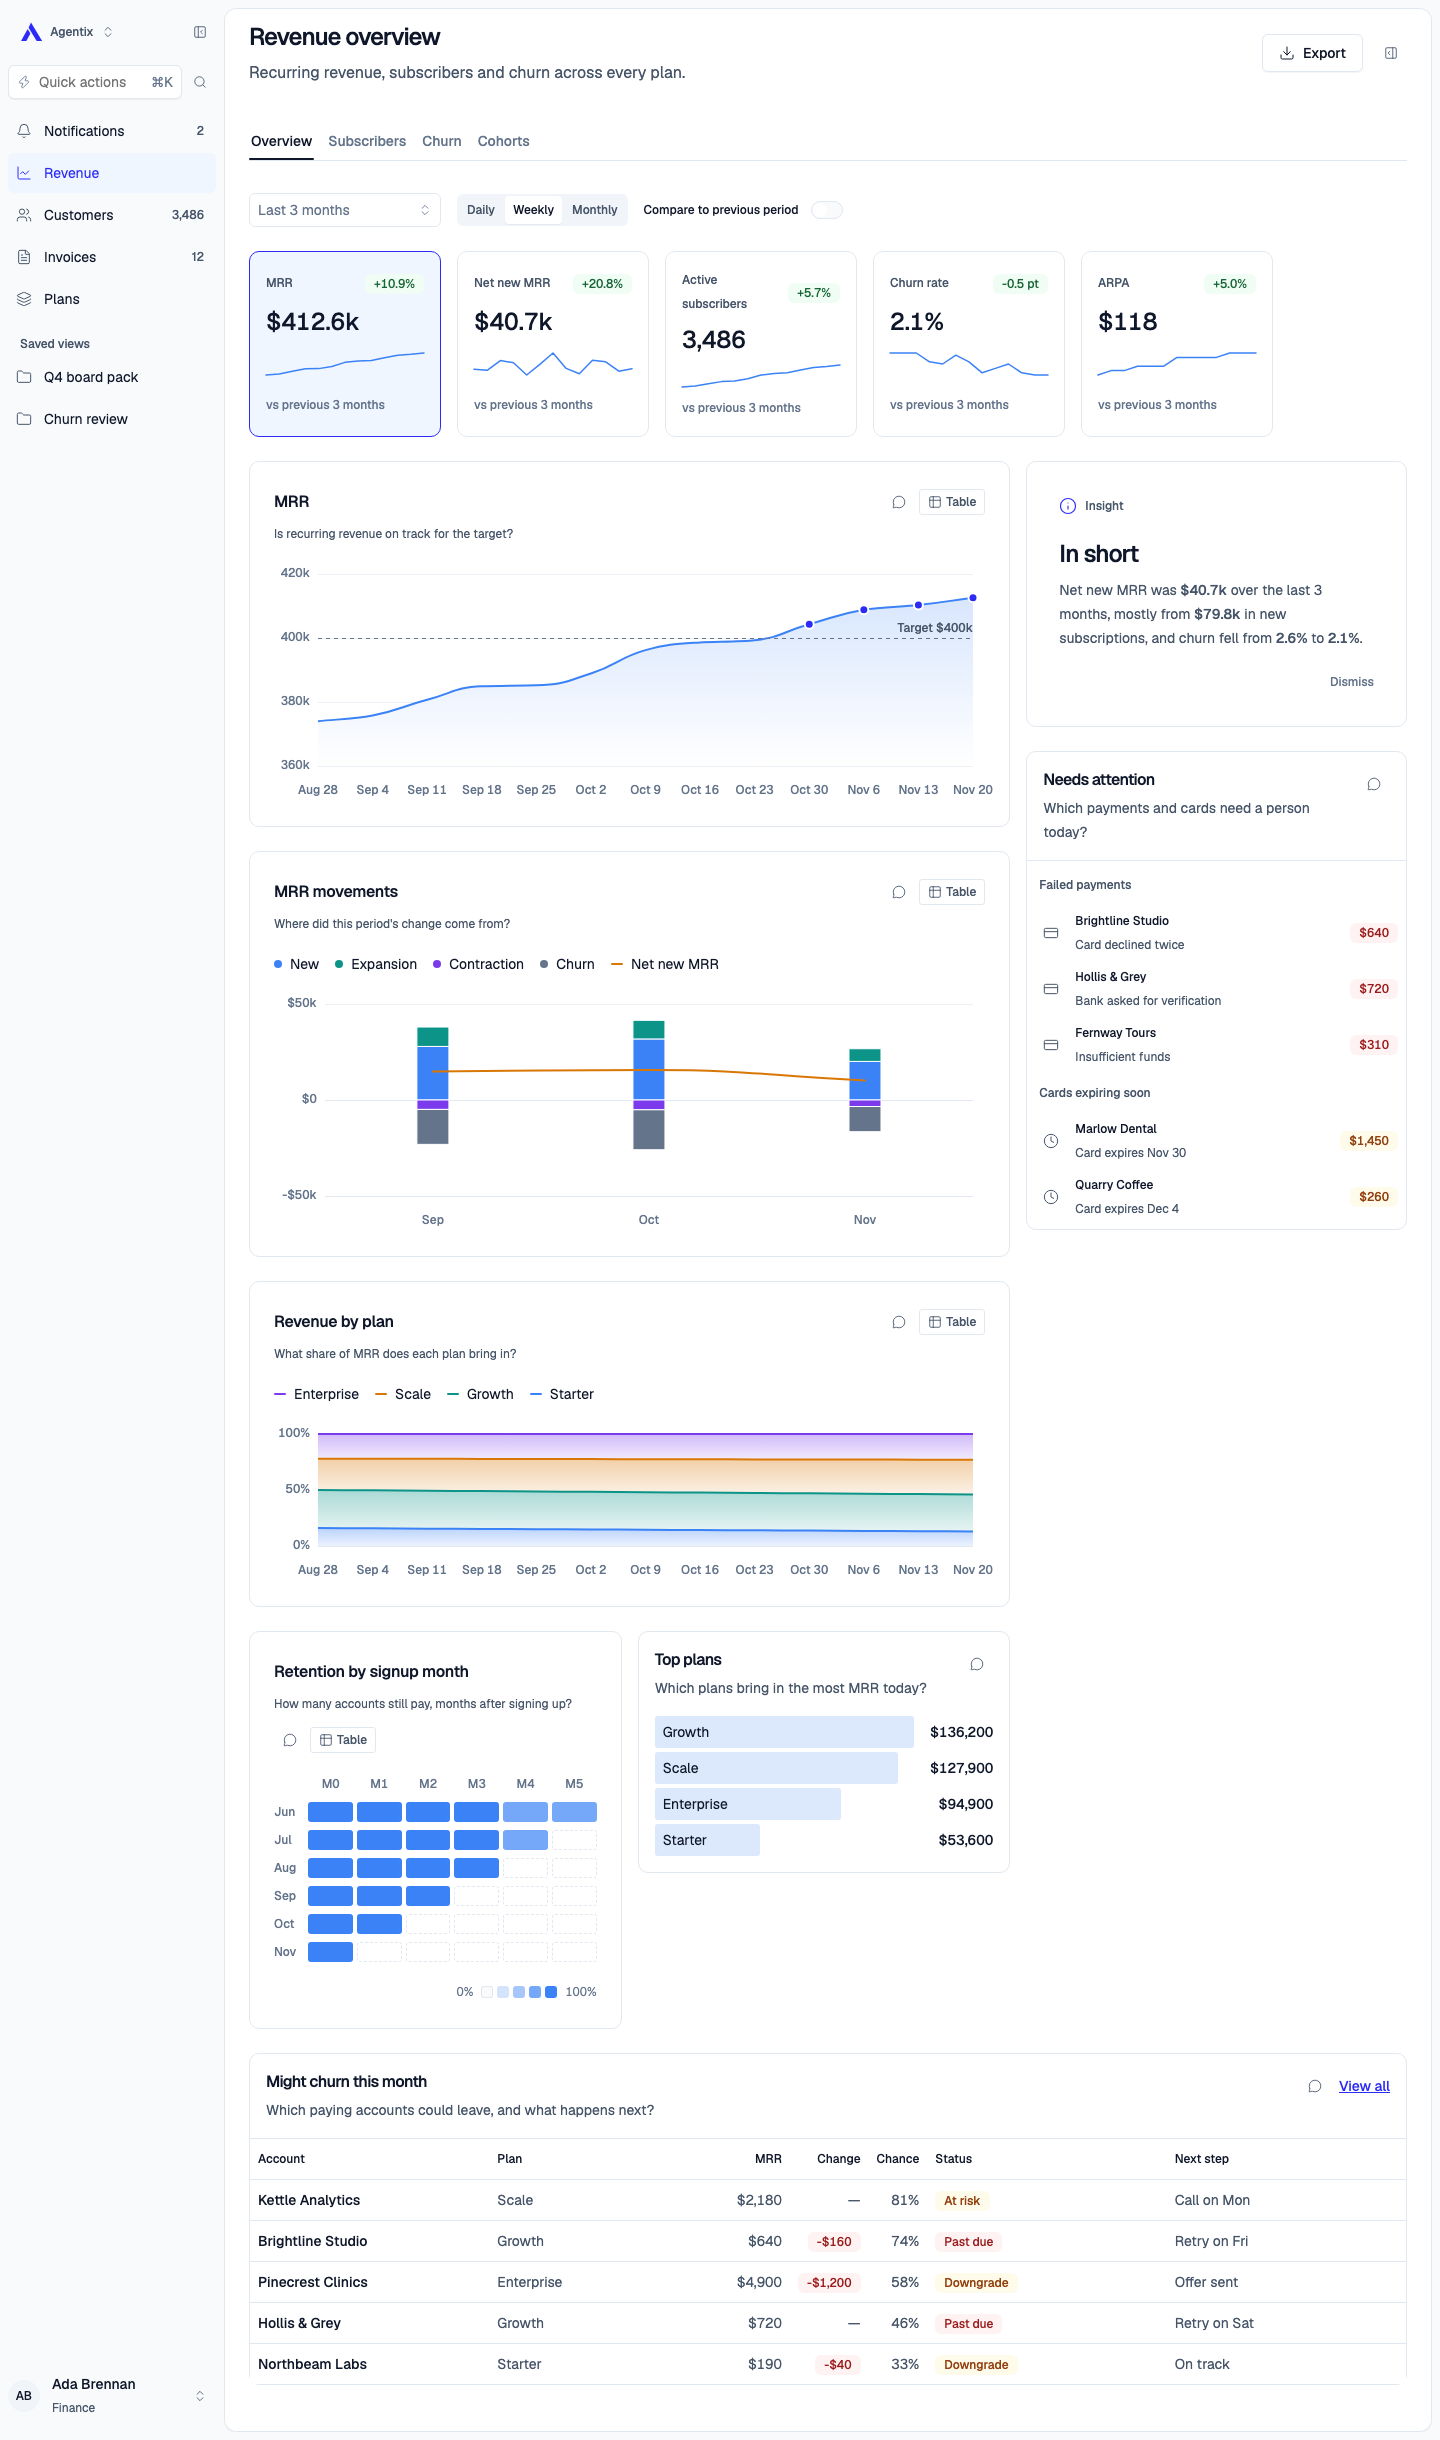 Agentix
Quick actions ⌘K
Notifications 2
Revenue
Customers 3,486
Invoices 12
Plans
Saved views
Q4 board pack
Churn review
AB
Ada Brennan
Finance
Revenue overview
Recurring revenue, subscribers and churn across every plan.
Export
Overview Subscribers Churn Cohorts
Last 3 months
Daily Weekly Monthly
Compare to previous period
MRR +10.9%
$412.6k
vs previous 3 months
Net new MRR +20.8%
$40.7k
vs previous 3 months
Active
subscribers
+5.7%
3,486
vs previous 3 months
Churn rate -0.5 pt
2.1%
vs previous 3 months
ARPA +5.0%
$118
vs previous 3 months
MRR
Table
Is recurring revenue on track for the target?
420k
400k
380k
360k
Target $400k
Aug 28 Sep 4 Sep 11 Sep 18 Sep 25 Oct 2 Oct 9 Oct 16 Oct 23 Oct 30 Nov 6 Nov 13 Nov 20
Insight
In short
Net new MRR was $40.7k over the last 3
months, mostly from $79.8k in new
subscriptions, and churn fell from 2.6% to 2.1%.
Dismiss
Needs attention
Which payments and cards need a person
today?
Failed payments
Brightline Studio
Card declined twice
$640
Hollis & Grey
Bank asked for verification
$720
Fernway Tours
Insufficient funds
$310
Cards expiring soon
Marlow Dental
Card expires Nov 30
$1,450
Quarry Coffee
Card expires Dec 4
$260
MRR movements
Table
Where did this period's change come from?
New Expansion Contraction Churn Net new MRR
$50k
$0
-$50k
Sep Oct Nov
Revenue by plan
Table
What share of MRR does each plan bring in?
Enterprise Scale Growth Starter
100%
50%
0%
Aug 28 Sep 4 Sep 11 Sep 18 Sep 25 Oct 2 Oct 9 Oct 16 Oct 23 Oct 30 Nov 6 Nov 13 Nov 20
Retention by signup month
How many accounts still pay, months after signing up?
Table
M0 M1 M2 M3 M4 M5
Jun
Jul
Aug
Sep
Oct
Nov
0% 100%
Top plans
Which plans bring in the most MRR today?
Growth $136,200
Scale $127,900
Enterprise $94,900
Starter $53,600
Might churn this month
View all
Which paying accounts could leave, and what happens next?
Account Plan MRR Change Chance Status Next step
Kettle Analytics Scale $2,180 — 81% At risk Call on Mon
Brightline Studio Growth $640 -$160 74% Past due Retry on Fri
Pinecrest Clinics Enterprise $4,900 -$1,200 58% Downgrade Offer sent
Hollis & Grey Growth $720 — 46% Past due Retry on Sat
Northbeam Labs Starter $190 -$40 33% Downgrade On track